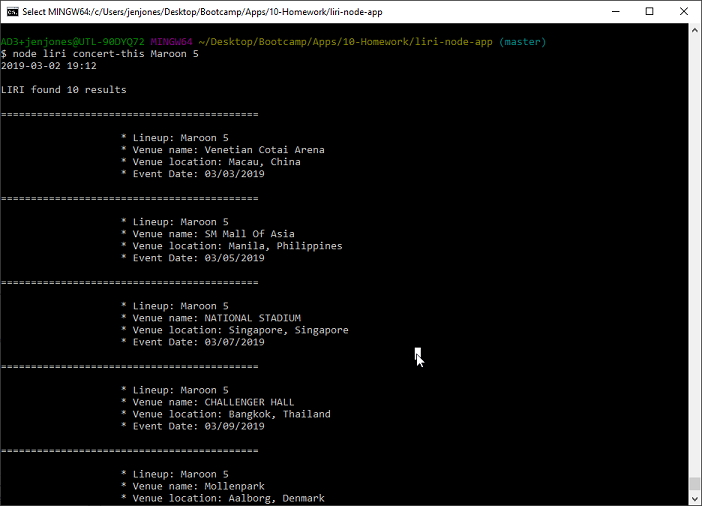 Select MINGW64:/c/Users/jenjones/Desktop/Bootcamp/Apps/10-Homework/liri-node-app
AD3+jenjones@UTL-90DYQ72 MINGW64 ~/Desktop/Bootcamp/Apps/10-Homework/liri-node-app (master)
$ node liri concert-this Maroon 5
2019-03-02 19:12
LIRI found 10 results
===========================================
* Lineup: Maroon 5
* Venue name: Venetian Cotai Arena
* Venue location: Macau, China
* Event Date: 03/03/2019
===========================================
* Lineup: Maroon 5
* Venue name: SM Mall Of Asia
* Venue location: Manila, Philippines
* Event Date: 03/05/2019
===========================================
* Lineup: Maroon 5
* Venue name: NATIONAL STADIUM
* Venue location: Singapore, Singapore
* Event Date: 03/07/2019
===========================================
* Lineup: Maroon 5
* Venue name: CHALLENGER HALL
* Venue location: Bangkok, Thailand
* Event Date: 03/09/2019
===========================================
* Lineup: Maroon 5
* Venue name: Mollenpark
* Venue location: Aalborg, Denmark